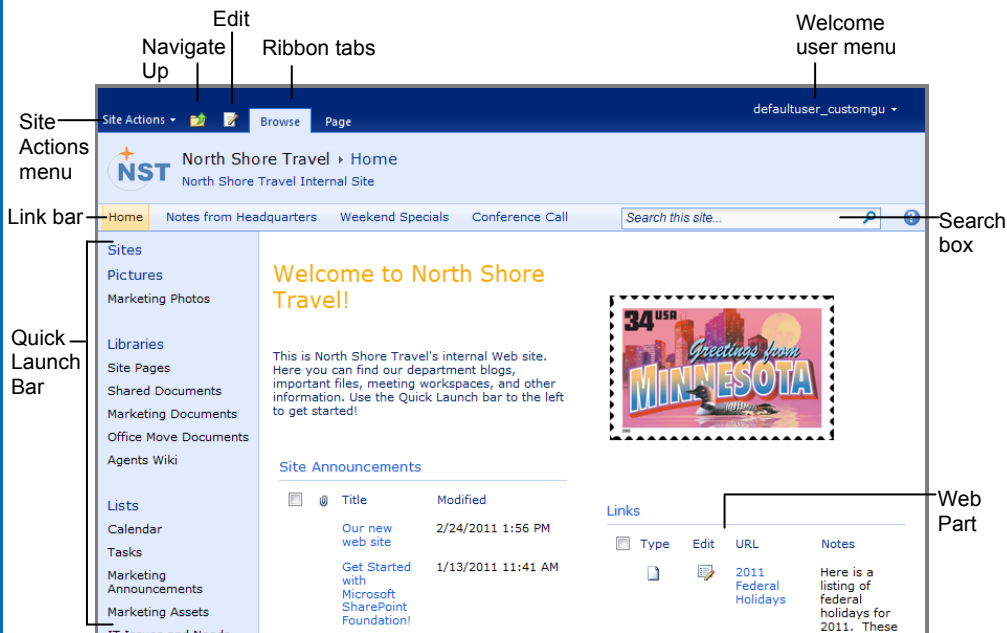 Edit
Welcome
user menu
Navigate
Up
Ribbon tabs
Site
Actions
menu
Site Actions
Browse
Page
defaultuser_customgu
NST
North Shore Travel ▸ Home
North Shore Travel Internal Site
Link bar
Home
Notes from Headquarters
Weekend Specials
Conference Call
Search this site...
?
Search
box
Quick
Launch
Bar
Sites
Pictures
Marketing Photos
Libraries
Site Pages
Shared Documents
Marketing Documents
Office Move Documents
Agents Wiki
Lists
Calendar
Tasks
Marketing
Announcements
Marketing Assets
IT Issues and Needs
Welcome to North Shore
Travel!
This is North Shore Travel's internal Web site.
Here you can find our department blogs,
important files, meeting workspaces, and other
information. Use the Quick Launch bar to the left
to get started!
34 USA
Greetings from
MINNESOTA
Site Announcements
Title
Modified
Our new
web site
2/24/2011 1:56 PM
Get Started
with
Microsoft
SharePoint
Foundation!
1/13/2011 11:41 AM
Web
Part
Links
Type
Edit
URL
Notes
2011
Federal
Holidays
Here is a
listing of
federal
holidays for
2011. These